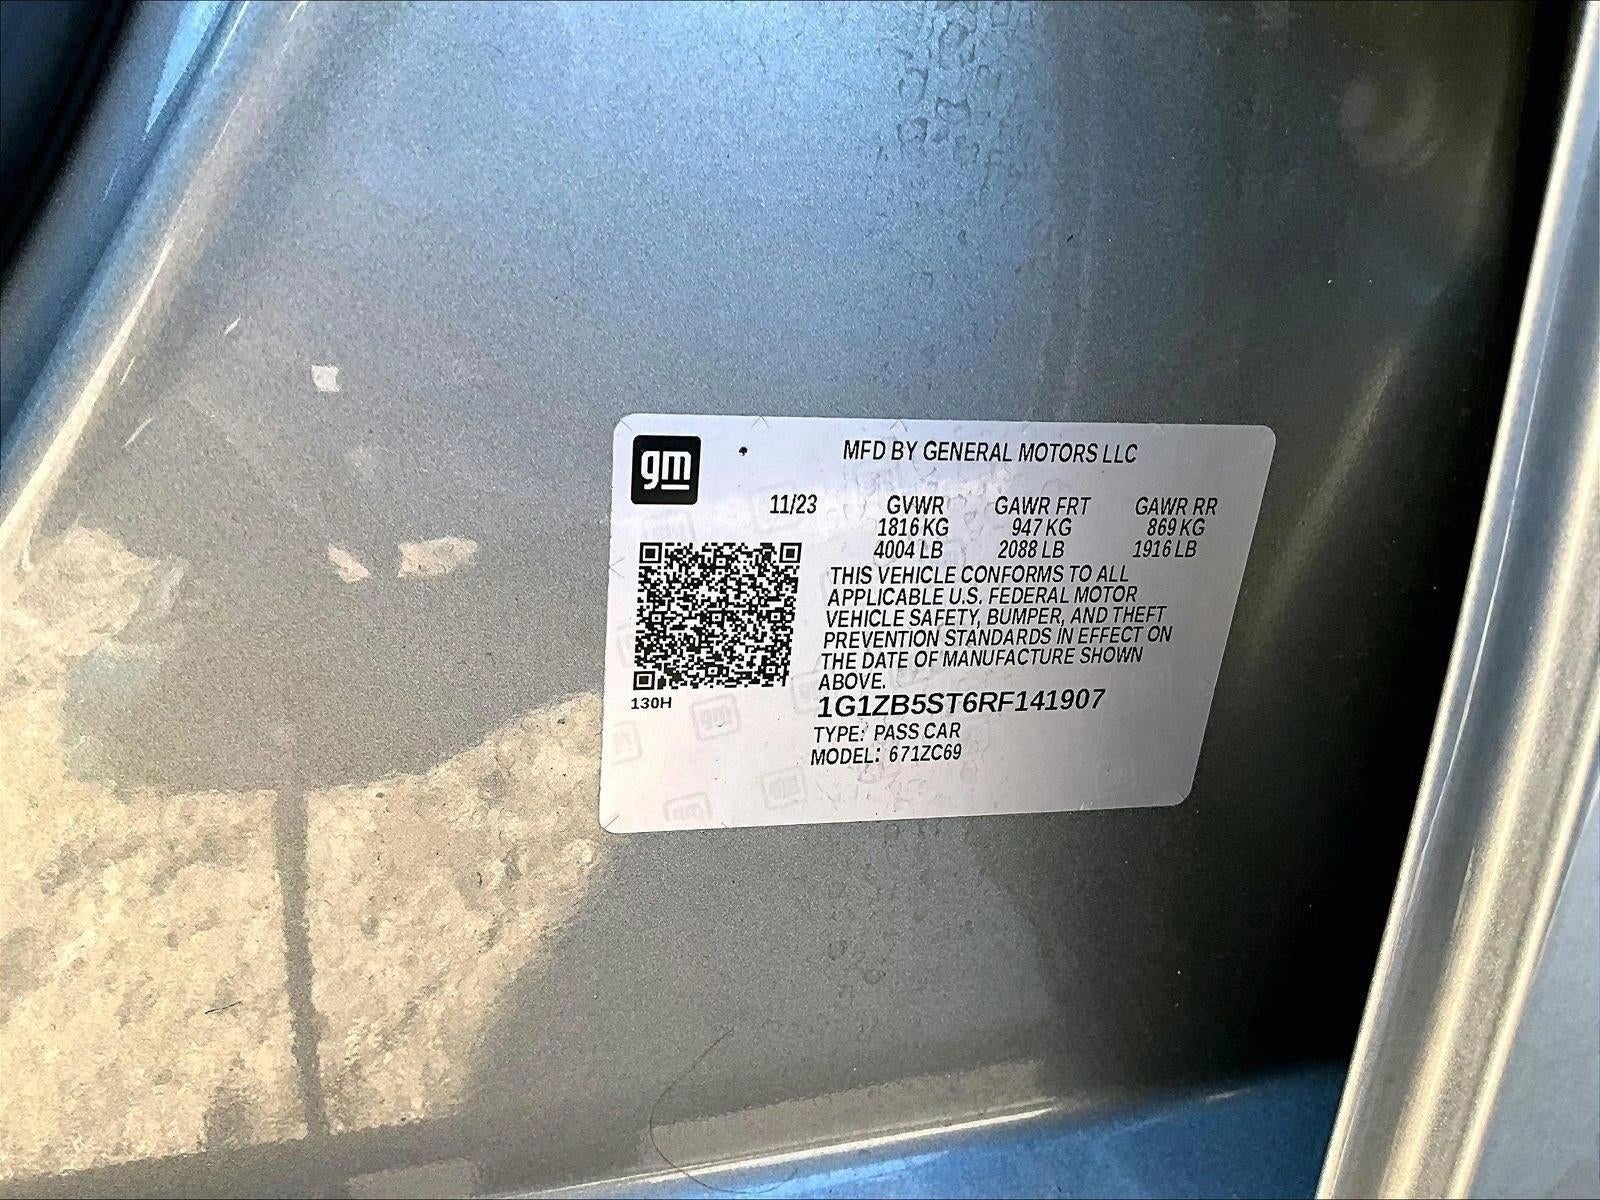 gm
MFD BY GENERAL MOTORS LLC
11/23 GVWR GAWR FRT GAWR RR
1816 KG 947 KG 869 KG
4004 LB 2088 LB 1916 LB
THIS VEHICLE CONFORMS TO ALL
APPLICABLE U.S. FEDERAL MOTOR
VEHICLE SAFETY, BUMPER, AND THEFT
PREVENTION STANDARDS IN EFFECT ON
THE DATE OF MANUFACTURE SHOWN
ABOVE.
130H
1G1ZB5ST6RF141907
TYPE: PASS CAR
MODEL: 671ZC69